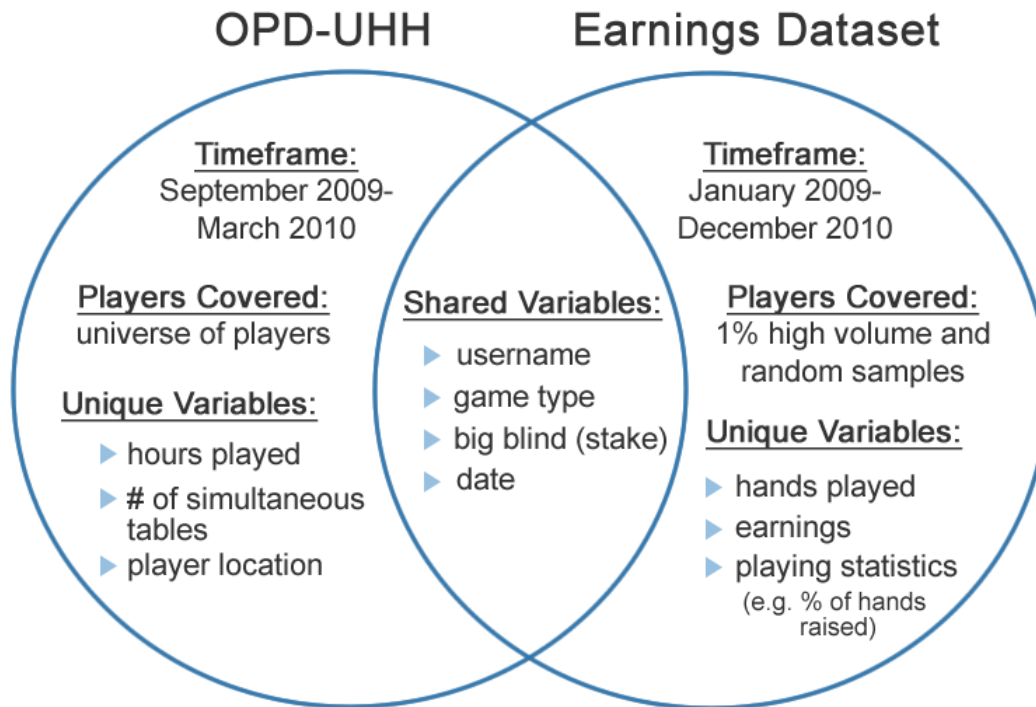 OPD-UHH
Earnings Dataset
Timeframe:
September 2009-
March 2010
Players Covered:
universe of players
Unique Variables:
hours played
# of simultaneous
tables
player location
Shared Variables:
username
game type
big blind (stake)
date
Timeframe:
January 2009-
December 2010
Players Covered:
1% high volume and
random samples
Unique Variables:
hands played
earnings
playing statistics
(e.g. % of hands
raised)